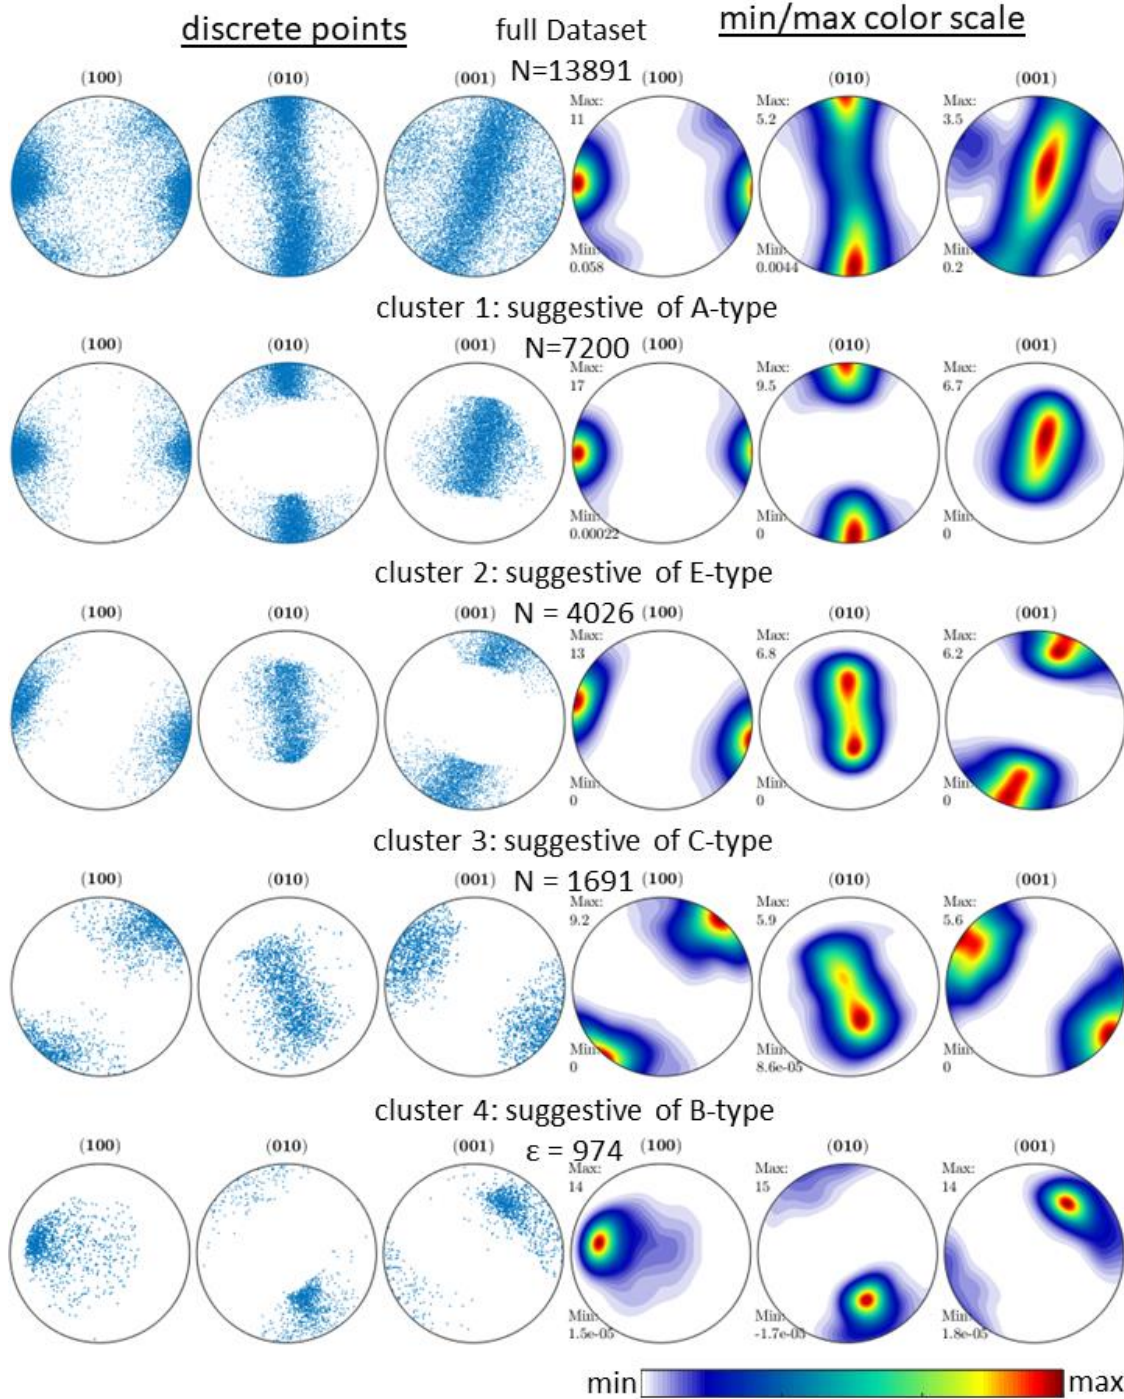 discrete points full Dataset min/max color scale
N=13891
(100) (010) (001) (100) (010) (001)
Max: Max: Max:
11 5.2 3.5
Min: Min: Min:
0.058 0.0044 0.2
cluster 1: suggestive of A-type
N=7200
(100) (010) (001) (100) (010) (001)
Max: Max: Max:
17 9.5 6.7
Min: Min: Min:
0.00022 0 0
cluster 2: suggestive of E-type
N = 4026
(100) (010) (001) (100) (010) (001)
Max: Max: Max:
13 6.8 6.2
Min: Min: Min:
0 0 0
cluster 3: suggestive of C-type
N = 1691
(100) (010) (001) (100) (010) (001)
Max: Max: Max:
9.2 5.9 5.6
Min: Min: Min:
0 8.6e-05 0
cluster 4: suggestive of B-type
ε = 974
(100) (010) (001) (100) (010) (001)
Max: Max: Max:
14 15 14
Min: Min: Min:
1.5e-05 -1.7e-05 1.8e-05
min max